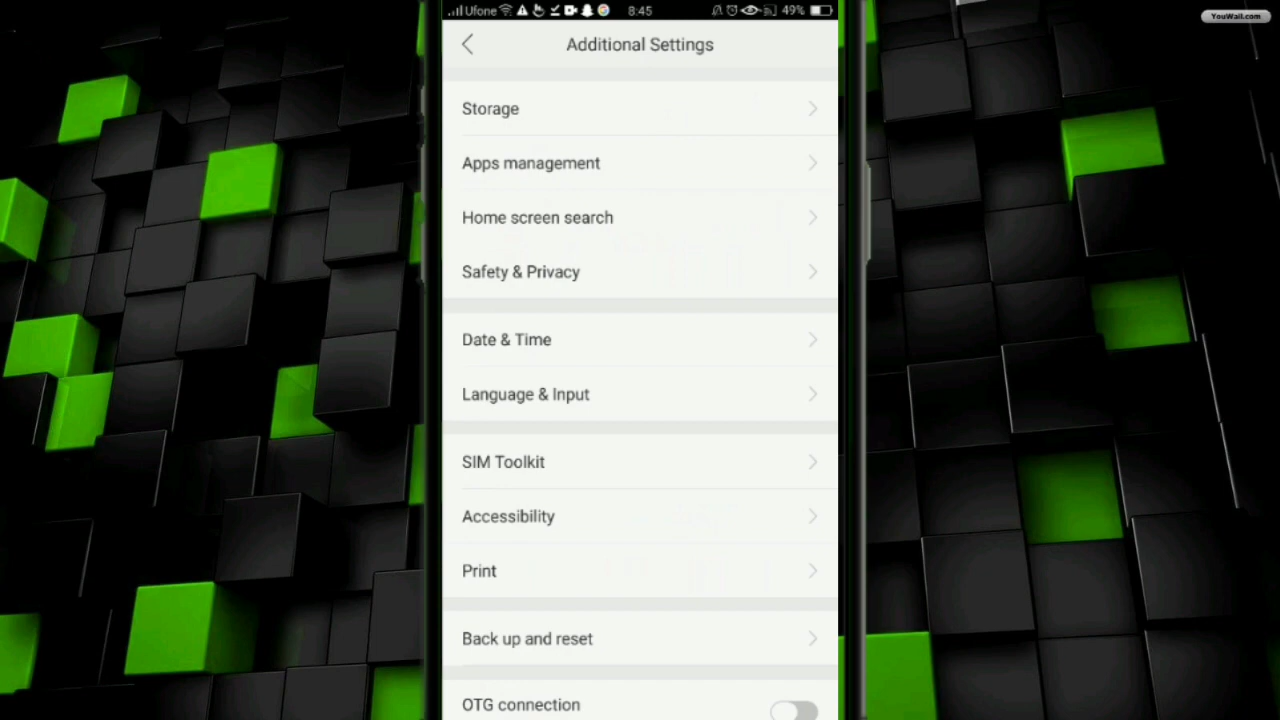 Ufone 8:45 49%
YouWall.com
Additional Settings
Storage
Apps management
Home screen search
Safety & Privacy
Date & Time
Language & Input
SIM Toolkit
Accessibility
Print
Back up and reset
OTG connection